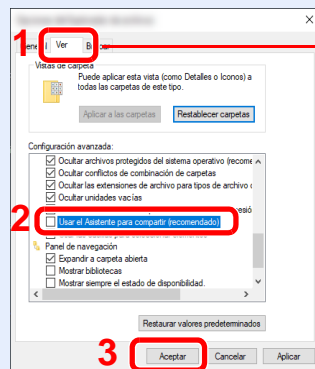 1
General Ver
Vistas de carpeta
Puede aplicar esta vista (como Detalles o Iconos) a
todas las carpetas de este tipo.
Aplicar a las carpetas Restablecer carpetas
Configuración avanzada:
Ocultar archivos protegidos del sistema operativo (recome
Ocultar conflictos de combinación de carpetas
Ocultar las extensiones de archivo para tipos de archivo c
Ocultar unidades vacías
2 Usar el Asistente para compartir (recomendado)
Panel de navegación
Expandir a carpeta abierta
Mostrar bibliotecas
Mostrar siempre el estado de disponibilidad.
Restaurar valores predeterminados
3 Aceptar Cancelar Aplicar